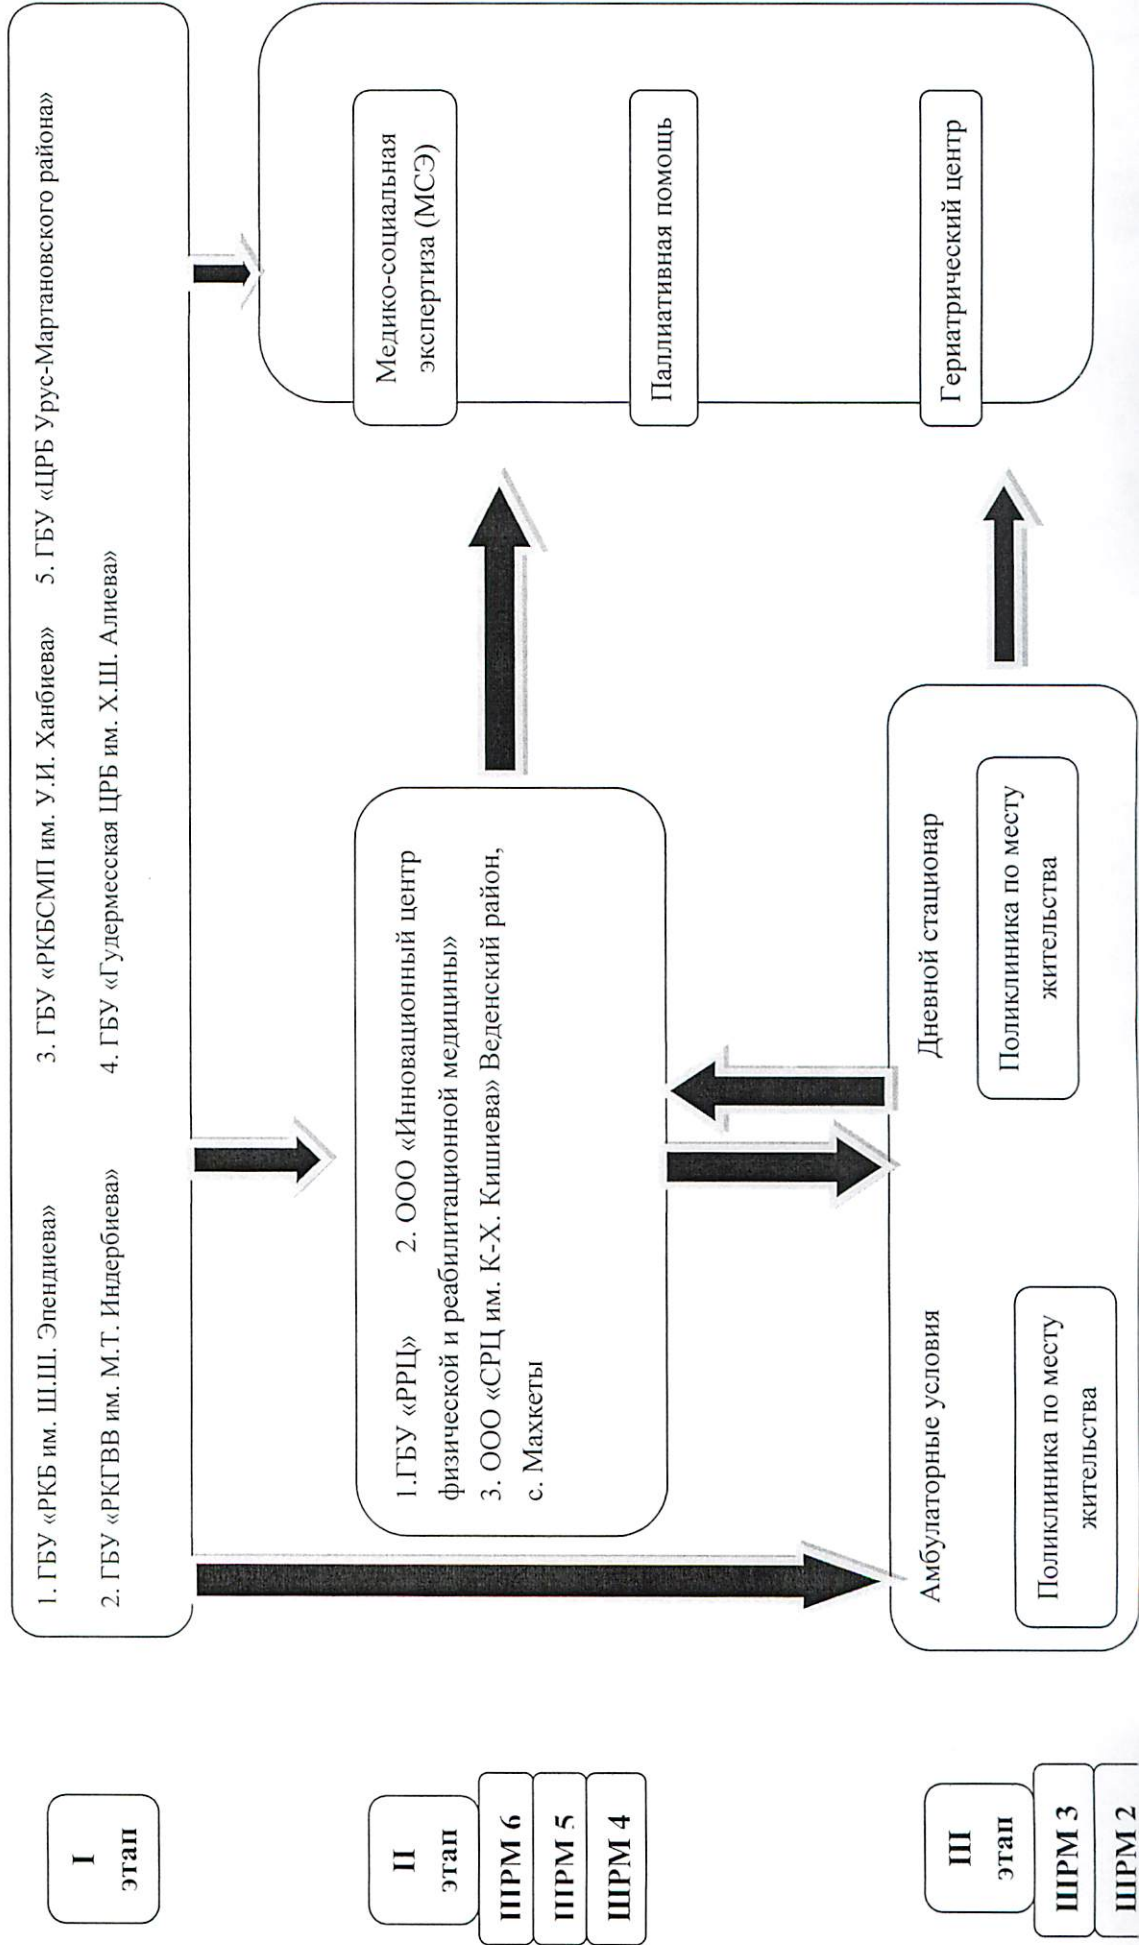 I
этап
1. ГБУ «РКБ им. Ш.Ш. Эпендиева»
3. ГБУ «РКБСМП им. У.И. Ханбиева»
5. ГБУ «ЦРБ Урус-Мартановского района»
2. ГБУ «РКГВВ им. М.Т. Индербиева»
4. ГБУ «Гудермесская ЦРБ им. Х.Ш. Алиева»
II
этап
ШРМ 6
ШРМ 5
ШРМ 4
1.ГБУ «РРЦ» 2. ООО «Инновационный центр
физической и реабилитационной медицины»
3. ООО «СРЦ им. К-Х. Кишиева» Веденский район,
с. Махкеты
Медико-социальная
экспертиза (МСЭ)
Паллиативная помощь
Гериатрический центр
III
этап
ШРМ 3
ШРМ 2
Амбулаторные условия
Поликлиника по месту
жительства
Дневной стационар
Поликлиника по месту
жительства